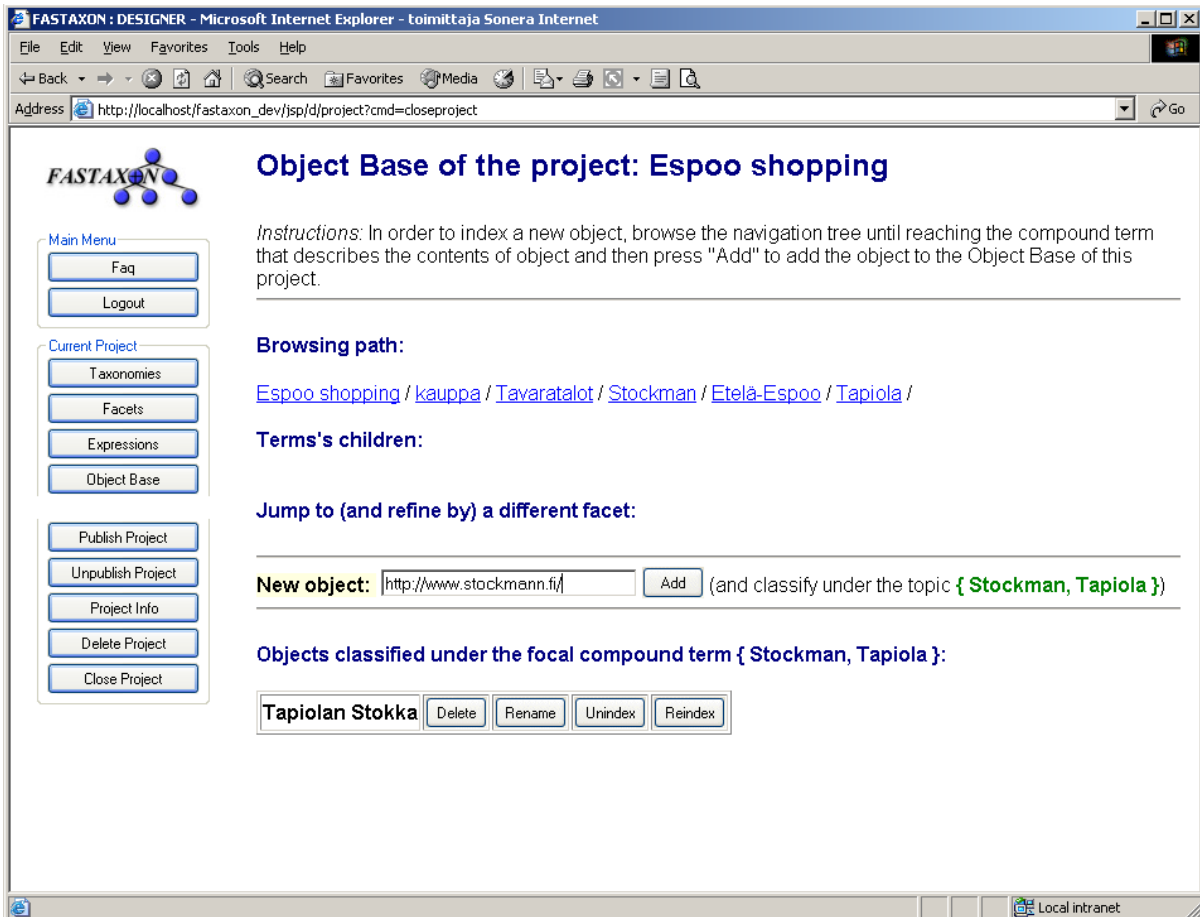 FASTAXON : DESIGNER - Microsoft Internet Explorer - toimittaja Sonera Internet
File Edit View Favorites Tools Help
Back Search Favorites Media
Address http://localhost/fastaxon_dev/jsp/d/project?cmd=closeproject Go
FASTAXON
Main Menu
Faq
Logout
Current Project
Taxonomies
Facets
Expressions
Object Base
Publish Project
Unpublish Project
Project Info
Delete Project
Close Project
Object Base of the project: Espoo shopping
Instructions: In order to index a new object, browse the navigation tree until reaching the compound term
that describes the contents of object and then press "Add" to add the object to the Object Base of this
project.
Browsing path:
Espoo shopping / kauppa / Tavaratalot / Stockman / Etelä-Espoo / Tapiola /
Terms's children:
Jump to (and refine by) a different facet:
New object: http://www.stockmann.fi/ Add (and classify under the topic { Stockman, Tapiola })
Objects classified under the focal compound term { Stockman, Tapiola }:
Tapiolan Stokka Delete Rename Unindex Reindex
Local intranet